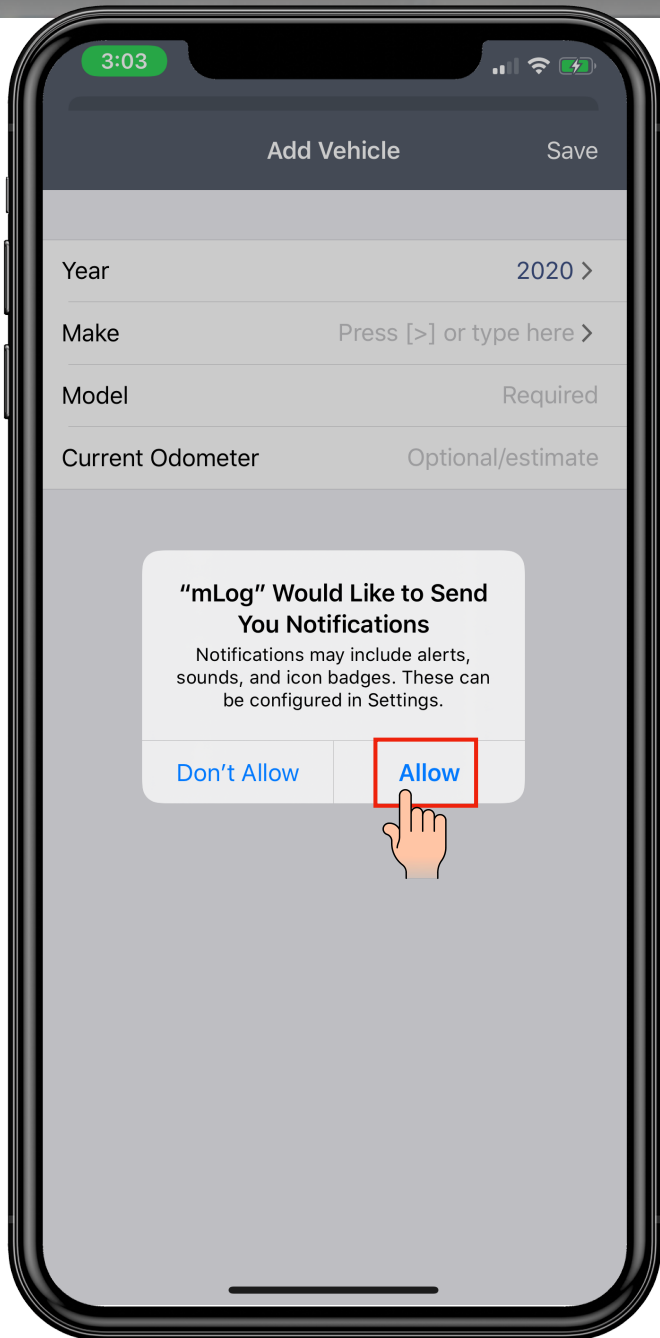 3:03
Add Vehicle Save
Year 2020 >
Make Press [>] or type here >
Model Required
Current Odometer Optional/estimate
“mLog” Would Like to Send
You Notifications
Notifications may include alerts,
sounds, and icon badges. These can
be configured in Settings.
Don’t Allow Allow